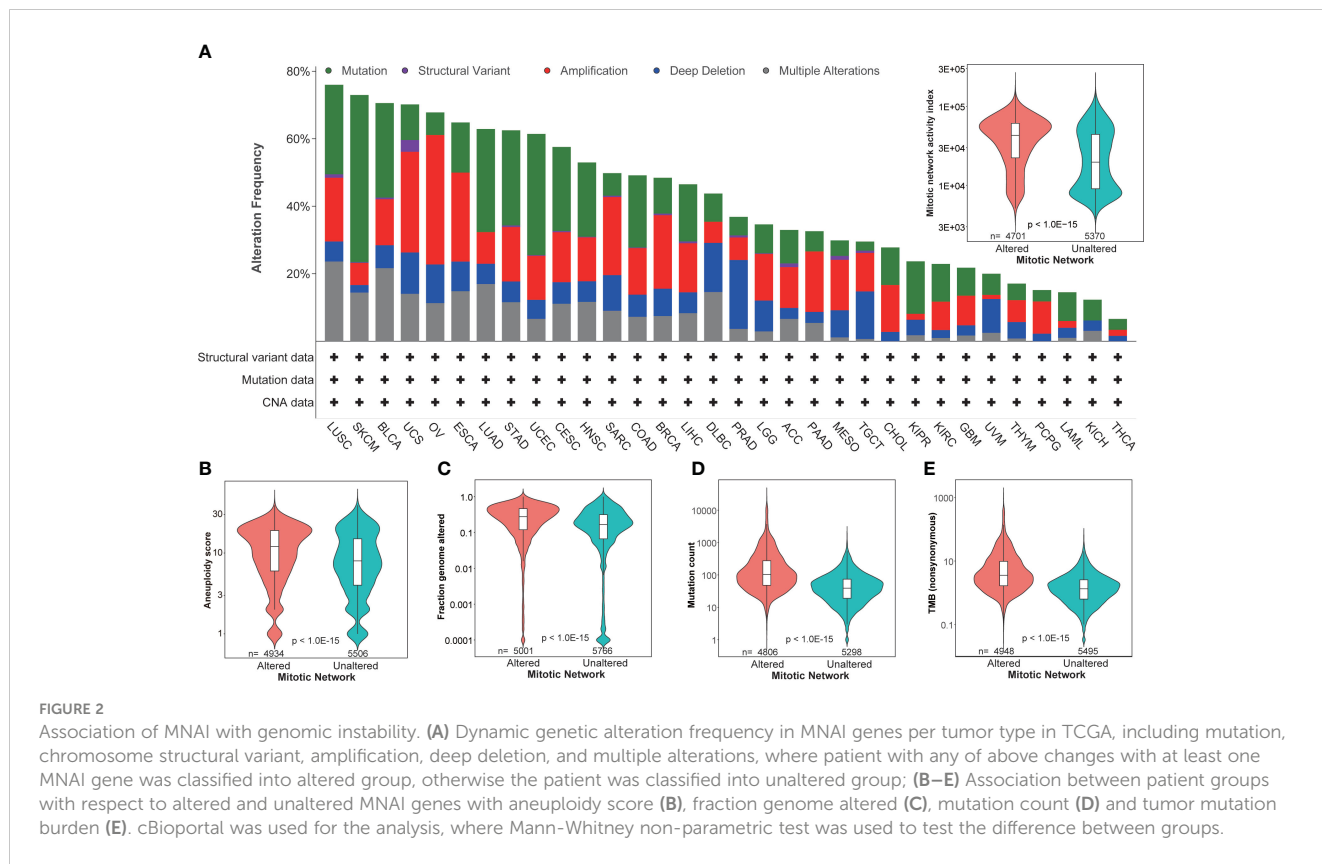 A
80%
60%
40%
20%
Alteration Frequency
Mutation Structural Variant Amplification Deep Deletion Multiple Alterations
3E+05
1E+05
3E+04
1E+04
3E+03
Mitotic network activity index
p < 1.0E−15
n= 4701 5370
Altered Unaltered
Mitotic Network
Structural variant data + + + + + + + + + + + + + + + + + + + + + + + + + + + + + + + +
Mutation data + + + + + + + + + + + + + + + + + + + + + + + + + + + + + + + +
CNA data + + + + + + + + + + + + + + + + + + + + + + + + + + + + + + + +
LUSC SKCM BLCA UCS OV ESCA LUAD STAD UCEC CESC HNSC SARC COAD BRCA LIHC DLBC PRAD LGG ACC PAAD MESO TGCT CHOL KIPR KIRC GBM UVM THYM PCPG LAML KICH THCA
B
Aneuploidy score
30
10
3
1
p < 1.0E−15
n= 4934 5506
Altered Unaltered
Mitotic Network
C
Fraction genome altered
1.0
0.1
0.01
0.001
0.0001
p < 1.0E−15
n= 5001 5766
Altered Unaltered
Mitotic Network
D
Mutation count
10000
1000
100
10
1
p < 1.0E−15
n= 4806 5298
Altered Unaltered
Mitotic Network
E
TMB (nonsynonymous)
1000
10
0.1
p < 1.0E−15
n= 4948 5495
Altered Unaltered
Mitotic Network
FIGURE 2
Association of MNAI with genomic instability. (A) Dynamic genetic alteration frequency in MNAI genes per tumor type in TCGA, including mutation,
chromosome structural variant, amplification, deep deletion, and multiple alterations, where patient with any of above changes with at least one
MNAI gene was classified into altered group, otherwise the patient was classified into unaltered group; (B–E) Association between patient groups
with respect to altered and unaltered MNAI genes with aneuploidy score (B), fraction genome altered (C), mutation count (D) and tumor mutation
burden (E). cBioportal was used for the analysis, where Mann-Whitney non-parametric test was used to test the difference between groups.